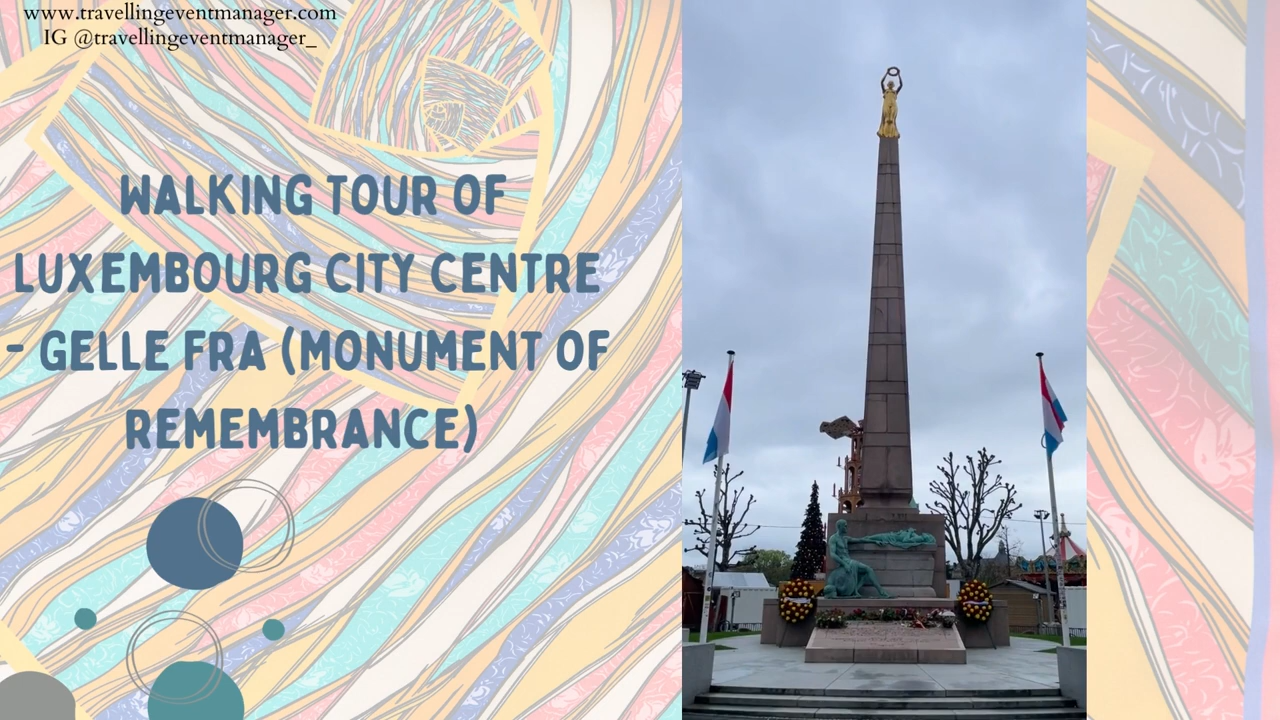 www.travellingeventmanager.com
IG @travellingeventmanager_
WALKING TOUR OF
LUXEMBOURG CITY CENTRE
- GELLE FRA (MONUMENT OF
REMEMBRANCE)